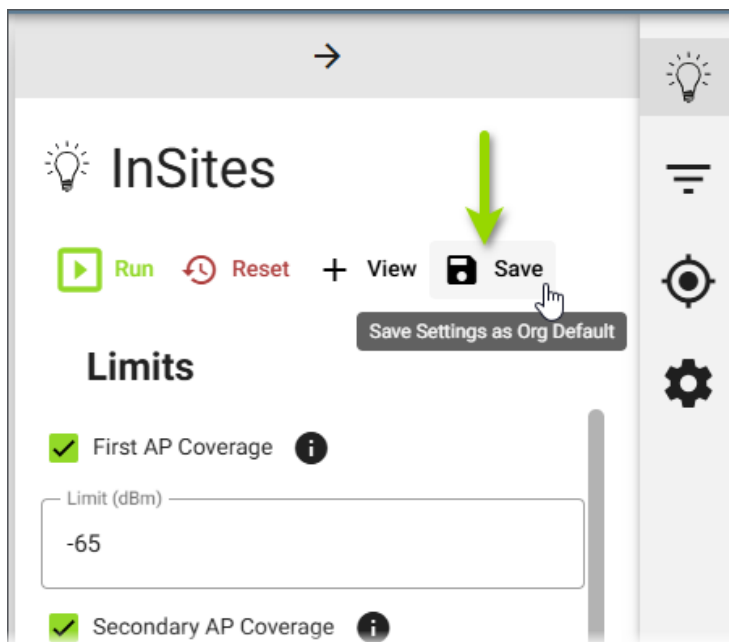 InSites
Run Reset View Save
Save Settings as Org Default
Limits
First AP Coverage
Limit (dBm)
-65
Secondary AP Coverage